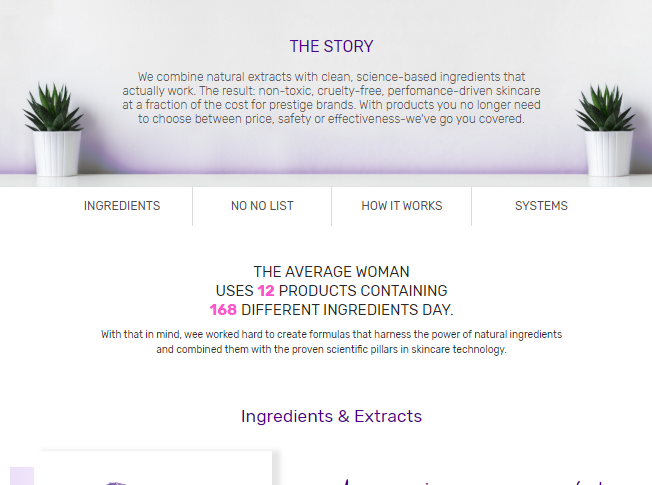 THE STORY
We combine natural extracts with clean, science-based ingredients that
actually work. The result: non-toxic, cruelty-free, perfomance-driven skincare
at a fraction of the cost for prestige brands. With products you no longer need
to choose between price, safety or effectiveness-we've go you covered.
INGREDIENTS
NO NO LIST
HOW IT WORKS
SYSTEMS
THE AVERAGE WOMAN
USES 12 PRODUCTS CONTAINING
168 DIFFERENT INGREDIENTS DAY.
With that in mind, wee worked hard to create formulas that harness the power of natural ingredients
and combined them with the proven scientific pillars in skincare technology.
Ingredients & Extracts